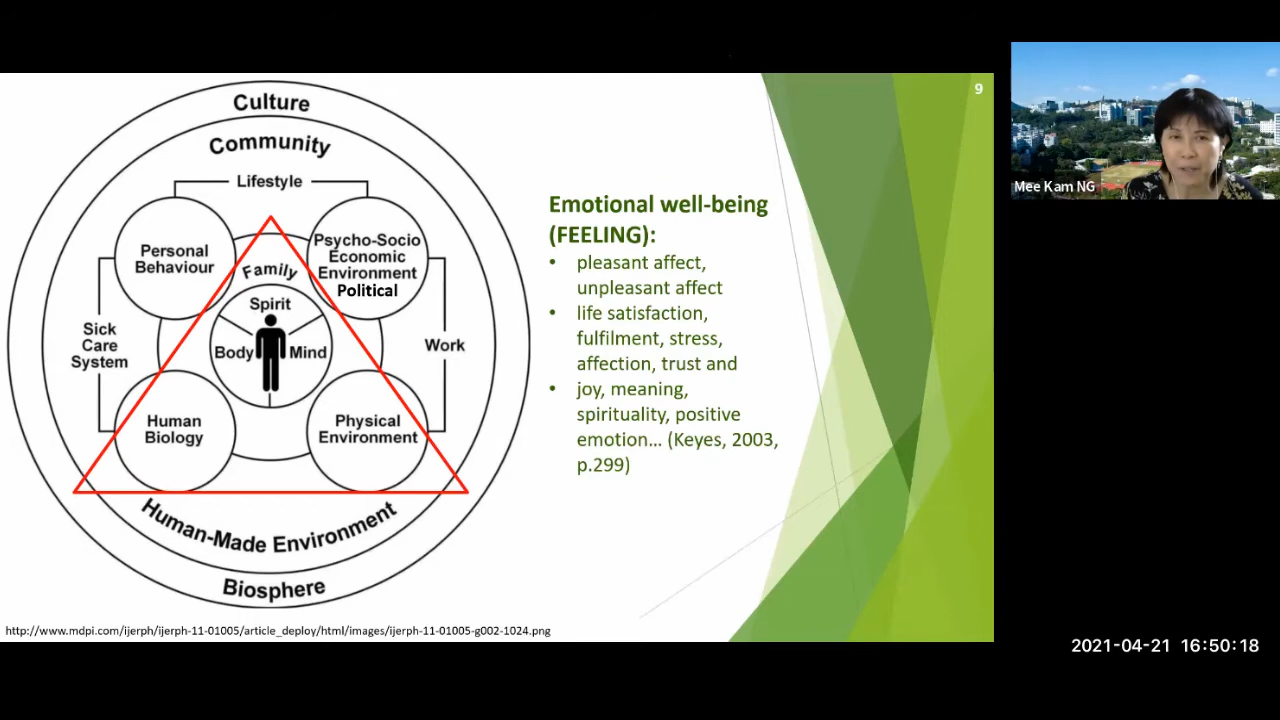 Culture
Community
Lifestyle
Personal
Behaviour
Psycho-Socio
Economic
Environment
Political
Family
Spirit
Body
Mind
Sick
Care
System
Work
Human
Biology
Physical
Environment
Human-Made Environment
Biosphere
http://www.mdpi.com/ijerph/ijerph-11-01005/article_deploy/html/images/ijerph-11-01005-g002-1024.png
Emotional well-being
(FEELING):
• pleasant affect,
unpleasant affect
• life satisfaction,
fulfilment, stress,
affection, trust and
• joy, meaning,
spirituality, positive
emotion... (Keyes, 2003,
p.299)
9
Mee Kam NG
2021-04-21 16:50:18